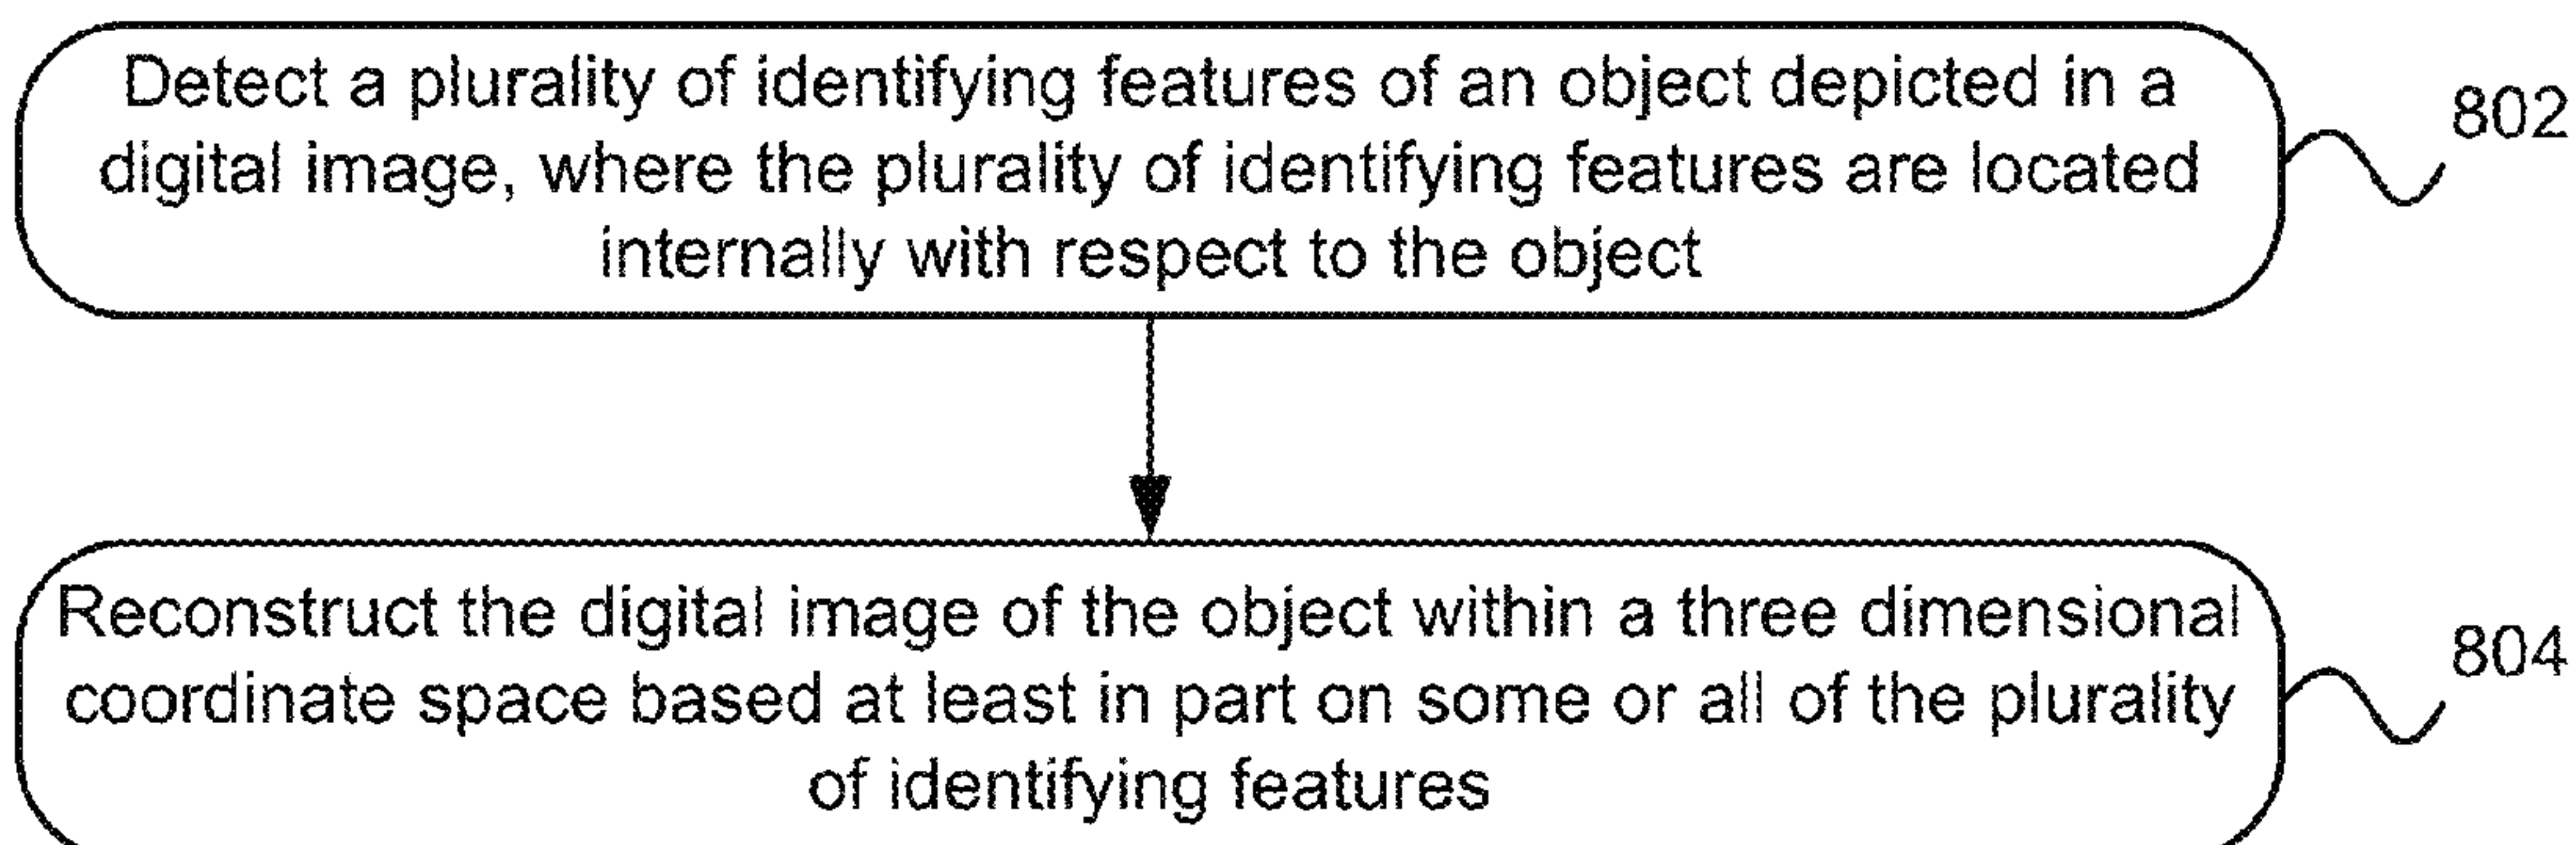 Detect a plurality of identifying features of an object depicted in a
digital image, where the plurality of identifying features are located
internally with respect to the object
802
Reconstruct the digital image of the object within a three dimensional
coordinate space based at least in part on some or all of the plurality
of identifying features
804